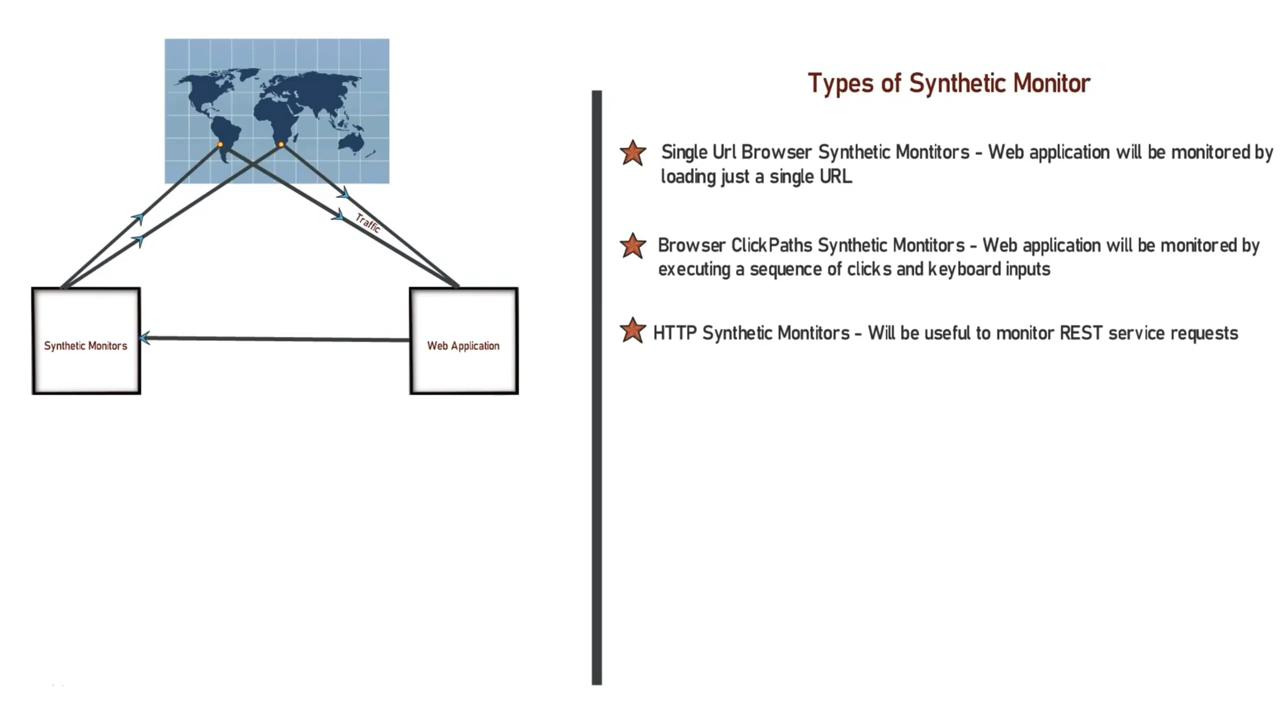 Traffic
Synthetic Monitors
Web Application
Types of Synthetic Monitor
Single Url Browser Synthetic Montitors - Web application will be monitored by
loading just a single URL
Browser ClickPaths Synthetic Montitors - Web application will be monitored by
executing a sequence of clicks and keyboard inputs
HTTP Synthetic Montitors - Will be useful to monitor REST service requests